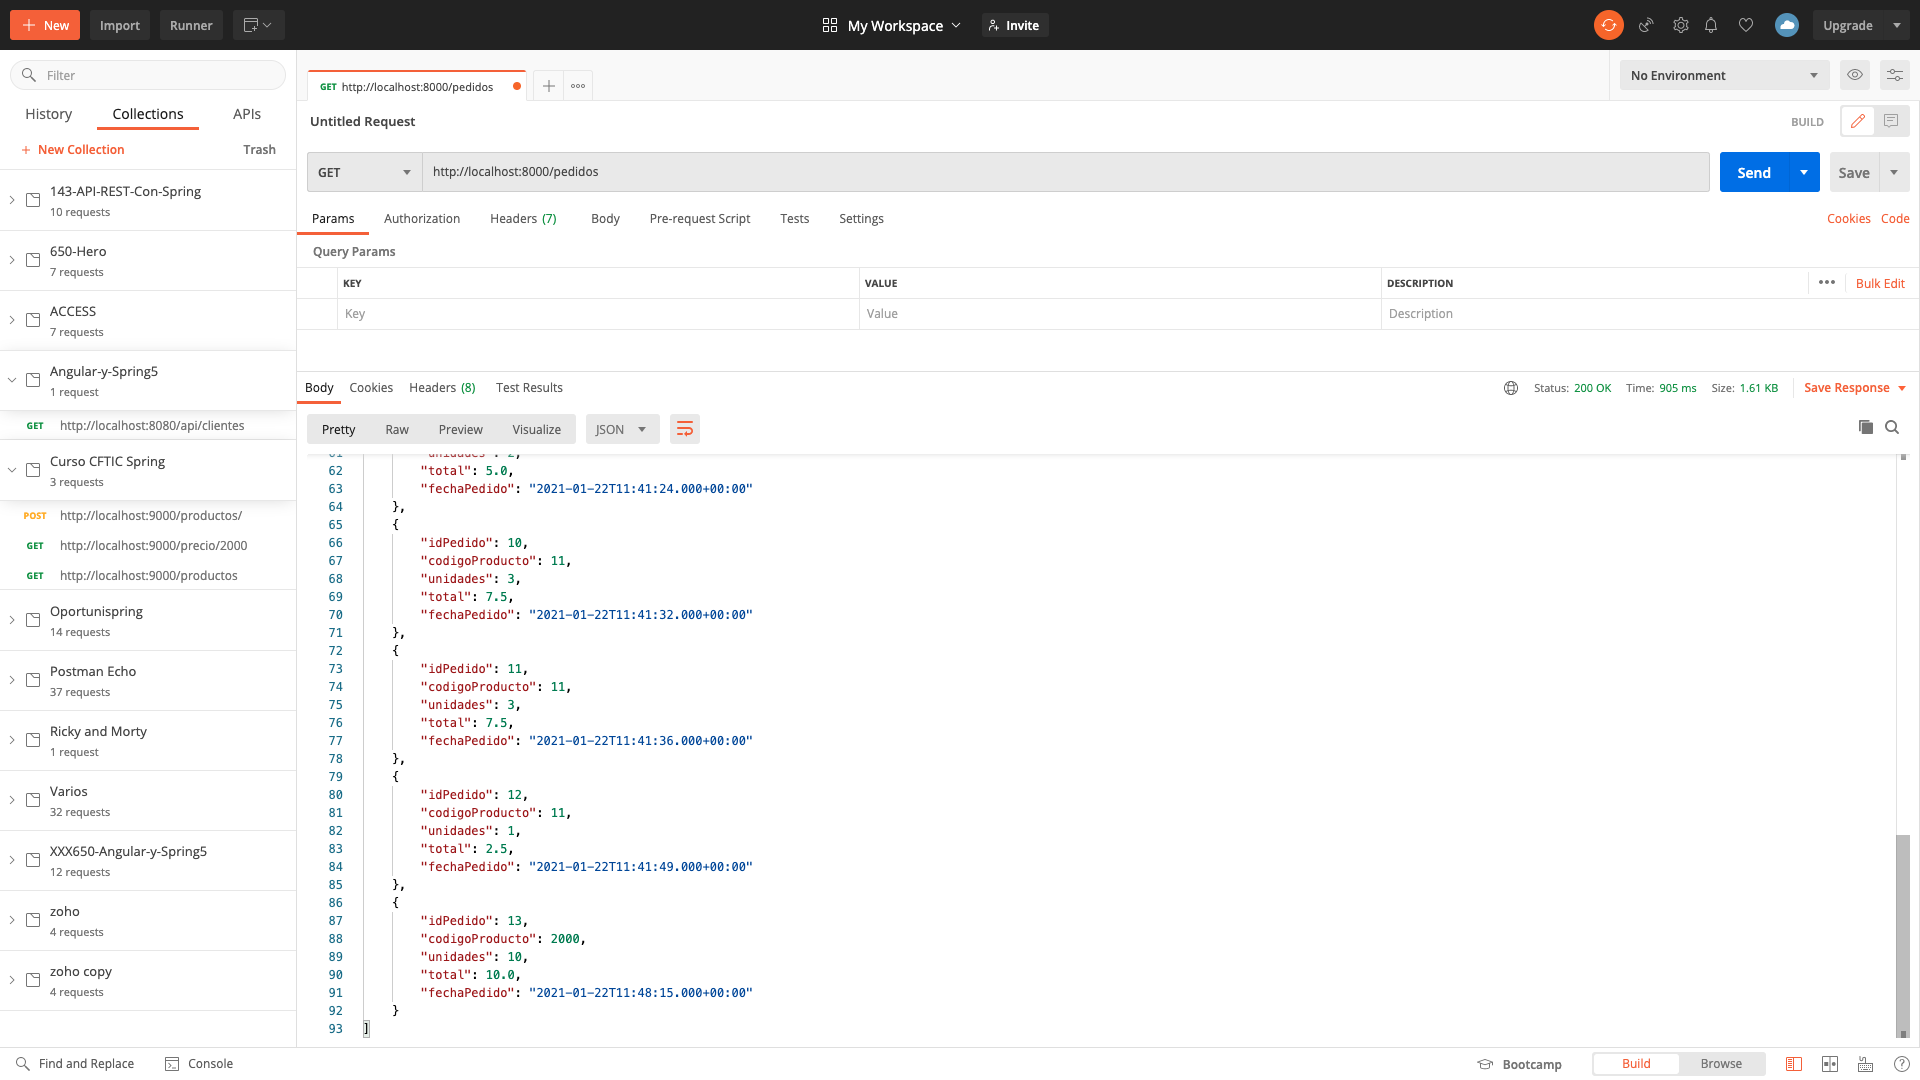 New
Import
Runner
My Workspace
Invite
Upgrade
Filter
History
Collections
APIs
New Collection
Trash
143-API-REST-Con-Spring
10 requests
650-Hero
7 requests
ACCESS
7 requests
Angular-y-Spring5
1 request
GET http://localhost:8080/api/clientes
Curso CFTIC Spring
3 requests
POST http://localhost:9000/productos/
GET http://localhost:9000/precio/2000
GET http://localhost:9000/productos
Oportunispring
14 requests
Postman Echo
37 requests
Ricky and Morty
1 request
Varios
32 requests
XXX650-Angular-y-Spring5
12 requests
zoho
4 requests
zoho copy
4 requests
GET http://localhost:8000/pedidos
No Environment
Untitled Request
BUILD
GET
http://localhost:8000/pedidos
Send
Save
Params
Authorization
Headers (7)
Body
Pre-request Script
Tests
Settings
Cookies
Code
Query Params
KEY
VALUE
DESCRIPTION
Bulk Edit
Key
Value
Description
Body
Cookies
Headers (8)
Test Results
Status: 200 OK
Time: 905 ms
Size: 1.61 KB
Save Response
Pretty
Raw
Preview
Visualize
JSON
61 "unidades": 2,
62 "total": 5.0,
63 "fechaPedido": "2021-01-22T11:41:24.000+00:00"
64 },
65 {
66 "idPedido": 10,
67 "codigoProducto": 11,
68 "unidades": 3,
69 "total": 7.5,
70 "fechaPedido": "2021-01-22T11:41:32.000+00:00"
71 },
72 {
73 "idPedido": 11,
74 "codigoProducto": 11,
75 "unidades": 3,
76 "total": 7.5,
77 "fechaPedido": "2021-01-22T11:41:36.000+00:00"
78 },
79 {
80 "idPedido": 12,
81 "codigoProducto": 11,
82 "unidades": 1,
83 "total": 2.5,
84 "fechaPedido": "2021-01-22T11:41:49.000+00:00"
85 },
86 {
87 "idPedido": 13,
88 "codigoProducto": 2000,
89 "unidades": 10,
90 "total": 10.0,
91 "fechaPedido": "2021-01-22T11:48:15.000+00:00"
92 }
93 ]
Find and Replace
Console
Bootcamp
Build
Browse